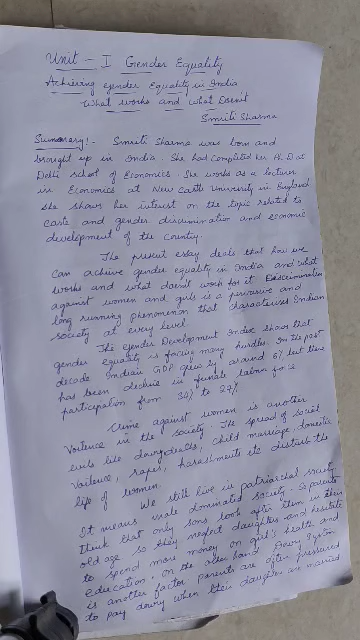 Unit - I Gender Equality
Achieving gender Equality in India
What works and what Doesn't
Smriti Sharma
Summary! - Smriti Sharma was born and
brought up in India. She had completed her Ph.D at
Delhi school of Economics. She works as a lecturer
in Economics at New Castle University in England.
She shows her interest on the topic related to
caste and gender discrimination and economic
development of the country.
The present essay deals that how we
can achieve gender equality in India and what
works and what doesn't work for it. Discrimination
against women and girls is a pervasive and
long running phenomenon that characterises Indian
society at every level.
The gender Development Index shows that
gender equality is facing many hurdles. In the past
decade Indian GDP grew by around 6% but there
has been decline in female labour force
participation from 34% to 27%
Crime against women is another
Voilence in the society. The spread of social
evils like dowry deaths, child marriage, domestic
Voilence, rapes, harashments etc disturb the
life of women.
We still live in patriarchal society
It means male dominated society. parents
think that only sons look after them in their
old age so they neglect daughters and hesitate
to spend more money on girl's health and
education. On the other hand Dowry System
is another factor parents are often pressured
to pay dowry when their daughters are married